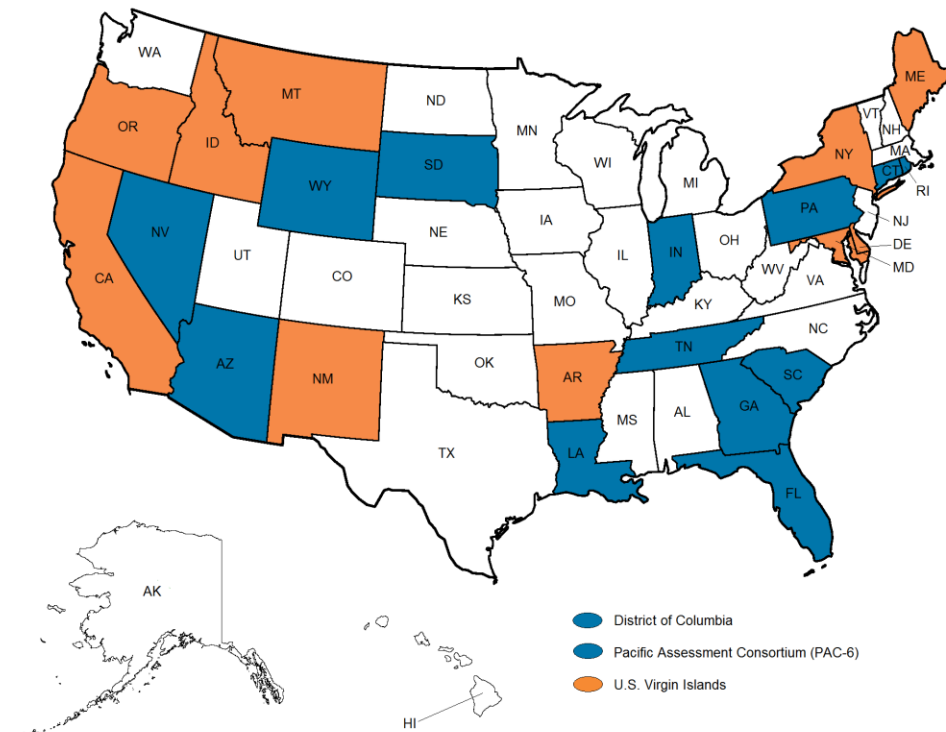 WA
MT
ND
MN
ME
VT
NH
OR
ID
WI
NY
MA
SD
WY
MI
CT
RI
PA
IA
NJ
NE
NV
OH
IN
DE
UT
IL
MD
CO
WV
VA
CA
KS
MO
KY
NC
TN
AZ
OK
NM
AR
SC
GA
MS
AL
TX
LA
FL
AK
District of Columbia
Pacific Assessment Consortium (PAC-6)
U.S. Virgin Islands
HI